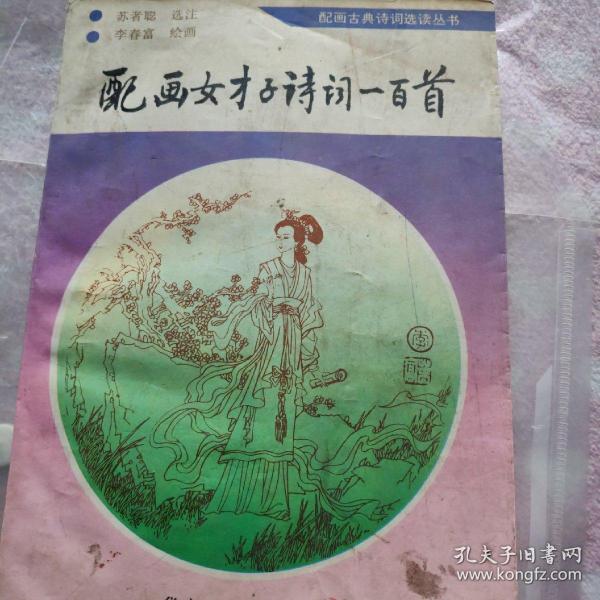 苏者聪 选注
李春富 绘画
配画古典诗词选读丛书
配画女才子诗词一百首
孔夫子旧书网
www.kongfz.com